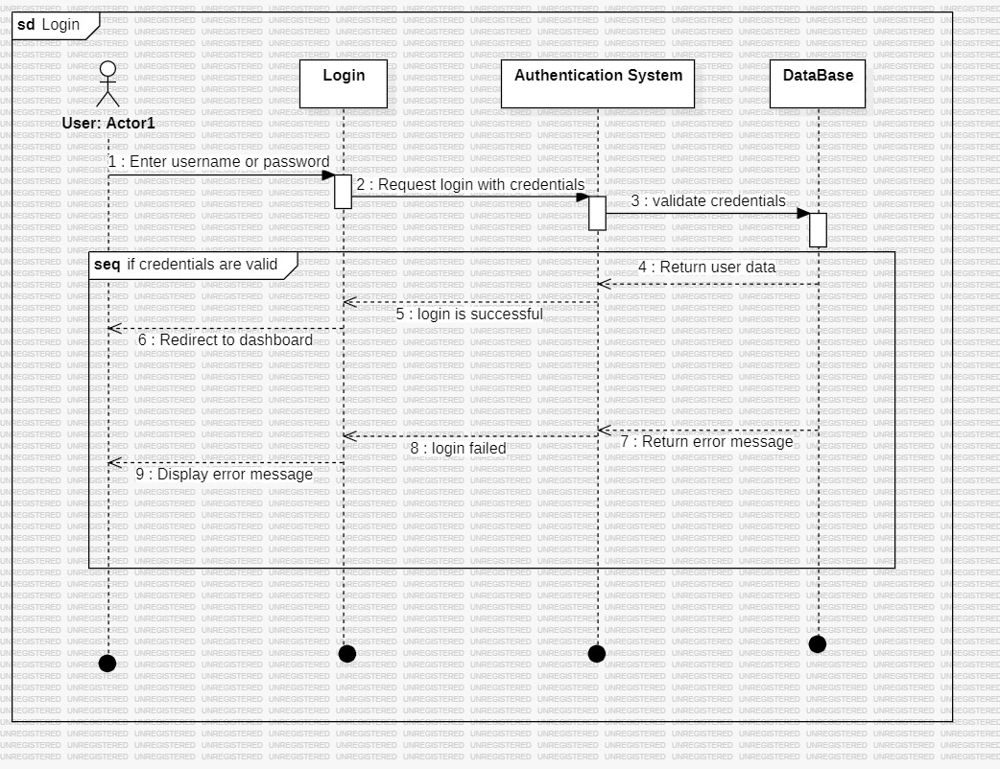 sd Login
User: Actor1
Login
Authentication System
DataBase
1 : Enter username or password
2 : Request login with credentials
3 : validate credentials
seq if credentials are valid
4 : Return user data
5 : login is successful
6 : Redirect to dashboard
7 : Return error message
8 : login failed
9 : Display error message
UNREGISTERED